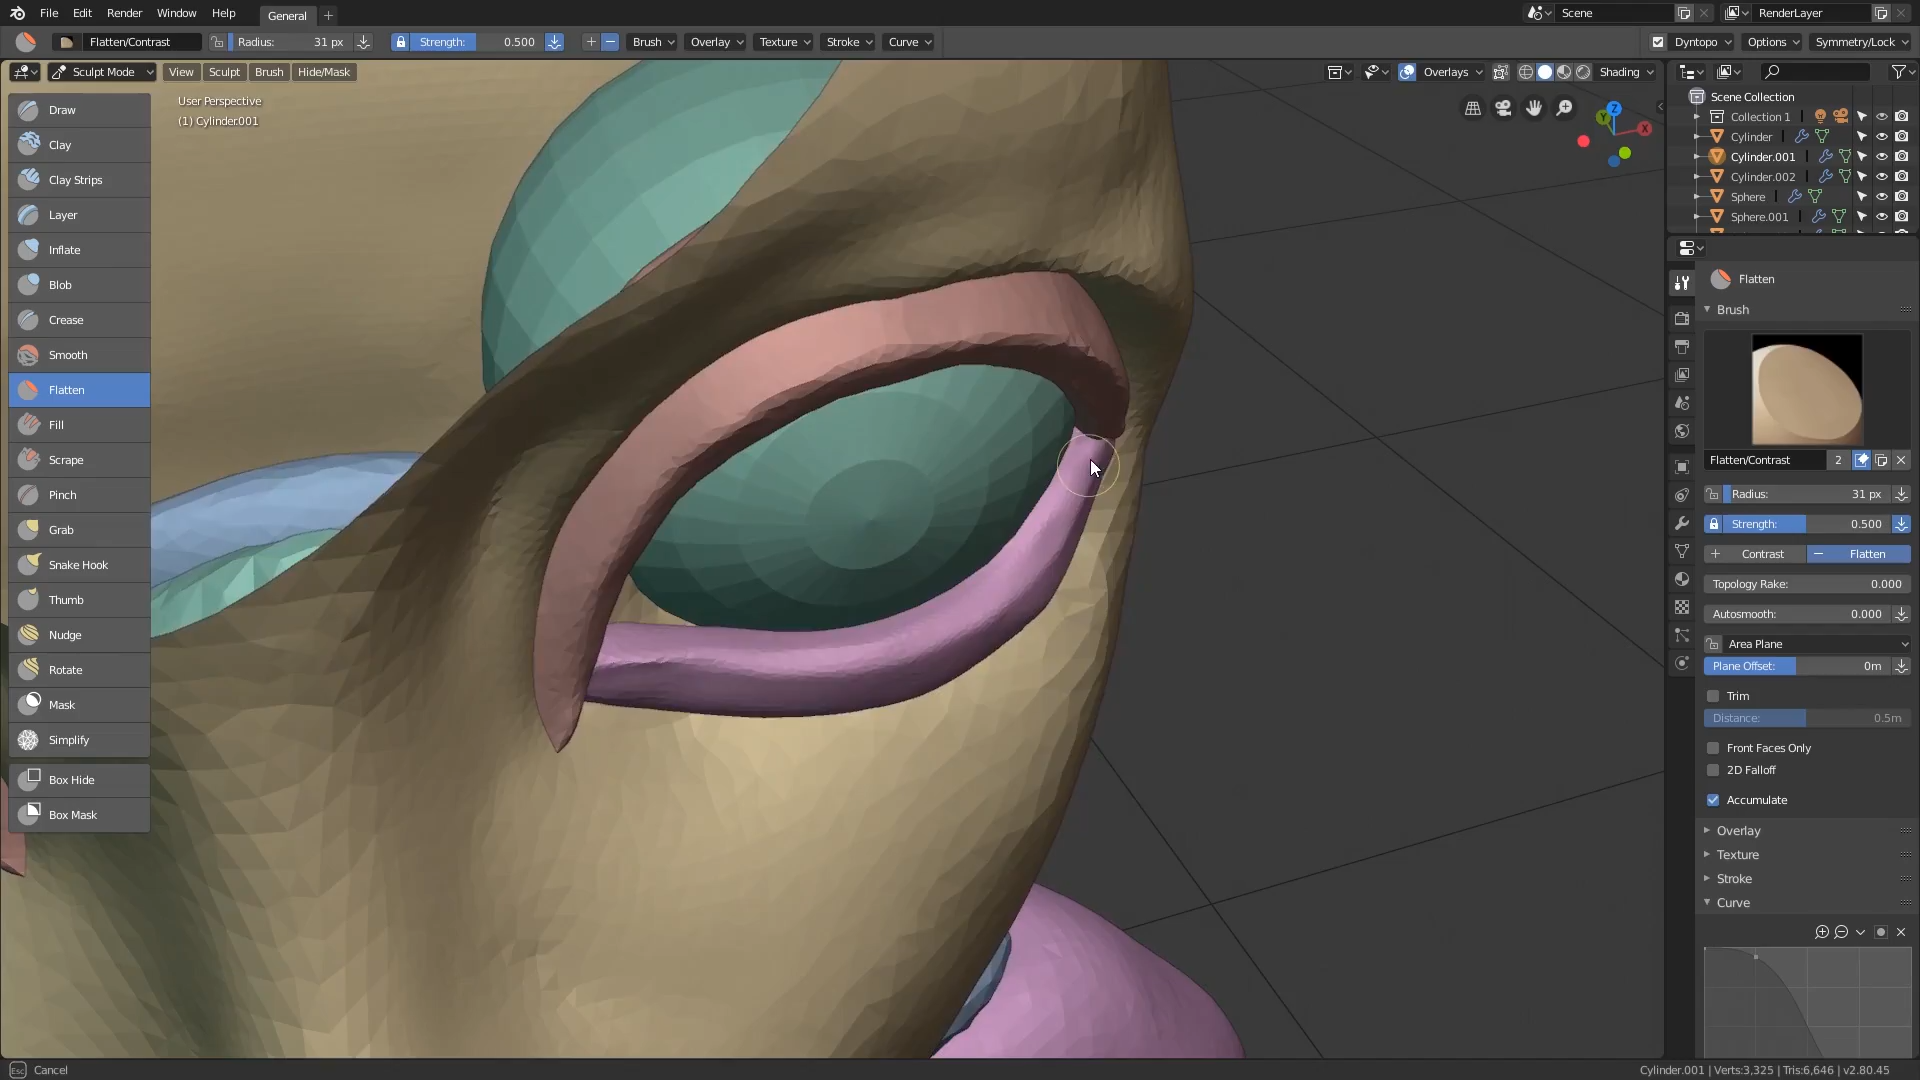 File Edit Render Window Help General + Scene RenderLayer
Flatten/Contrast Radius: 31 px Strength: 0.500 Brush Overlay Texture Stroke Curve Dyntopo Options Symmetry/Lock
Sculpt Mode View Sculpt Brush Hide/Mask Overlays Shading
User Perspective
(1) Cylinder.001
Draw
Clay
Clay Strips
Layer
Inflate
Blob
Crease
Smooth
Flatten
Fill
Scrape
Pinch
Grab
Snake Hook
Thumb
Nudge
Rotate
Mask
Simplify
Box Hide
Box Mask
Z
Y
X
Scene Collection
Collection 1
Cylinder
Cylinder.001
Cylinder.002
Sphere
Sphere.001
Flatten
Brush
Flatten/Contrast 2
Radius: 31 px
Strength: 0.500
+ Contrast − Flatten
Topology Rake: 0.000
Autosmooth: 0.000
Area Plane
Plane Offset: 0m
Trim
Distance: 0.5m
Front Faces Only
2D Falloff
Accumulate
Overlay
Texture
Stroke
Curve
Esc Cancel
Cylinder.001 | Verts:3,325 | Tris:6,646 | v2.80.45